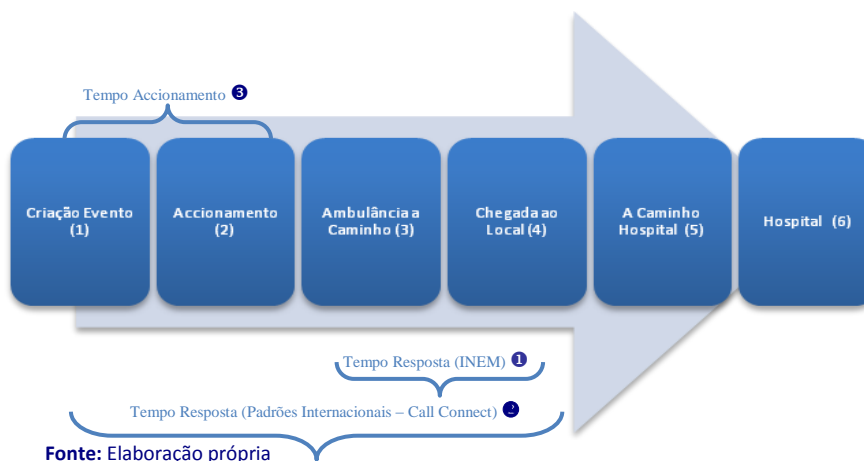 Tempo Accionamento ❸
Criação Evento
(1)
Accionamento
(2)
Ambulância a
Caminho (3)
Chegada ao
Local (4)
A Caminho
Hospital (5)
Hospital (6)
Tempo Resposta (INEM) ❶
Tempo Resposta (Padrões Internacionais – Call Connect) ❷
Fonte: Elaboração própria